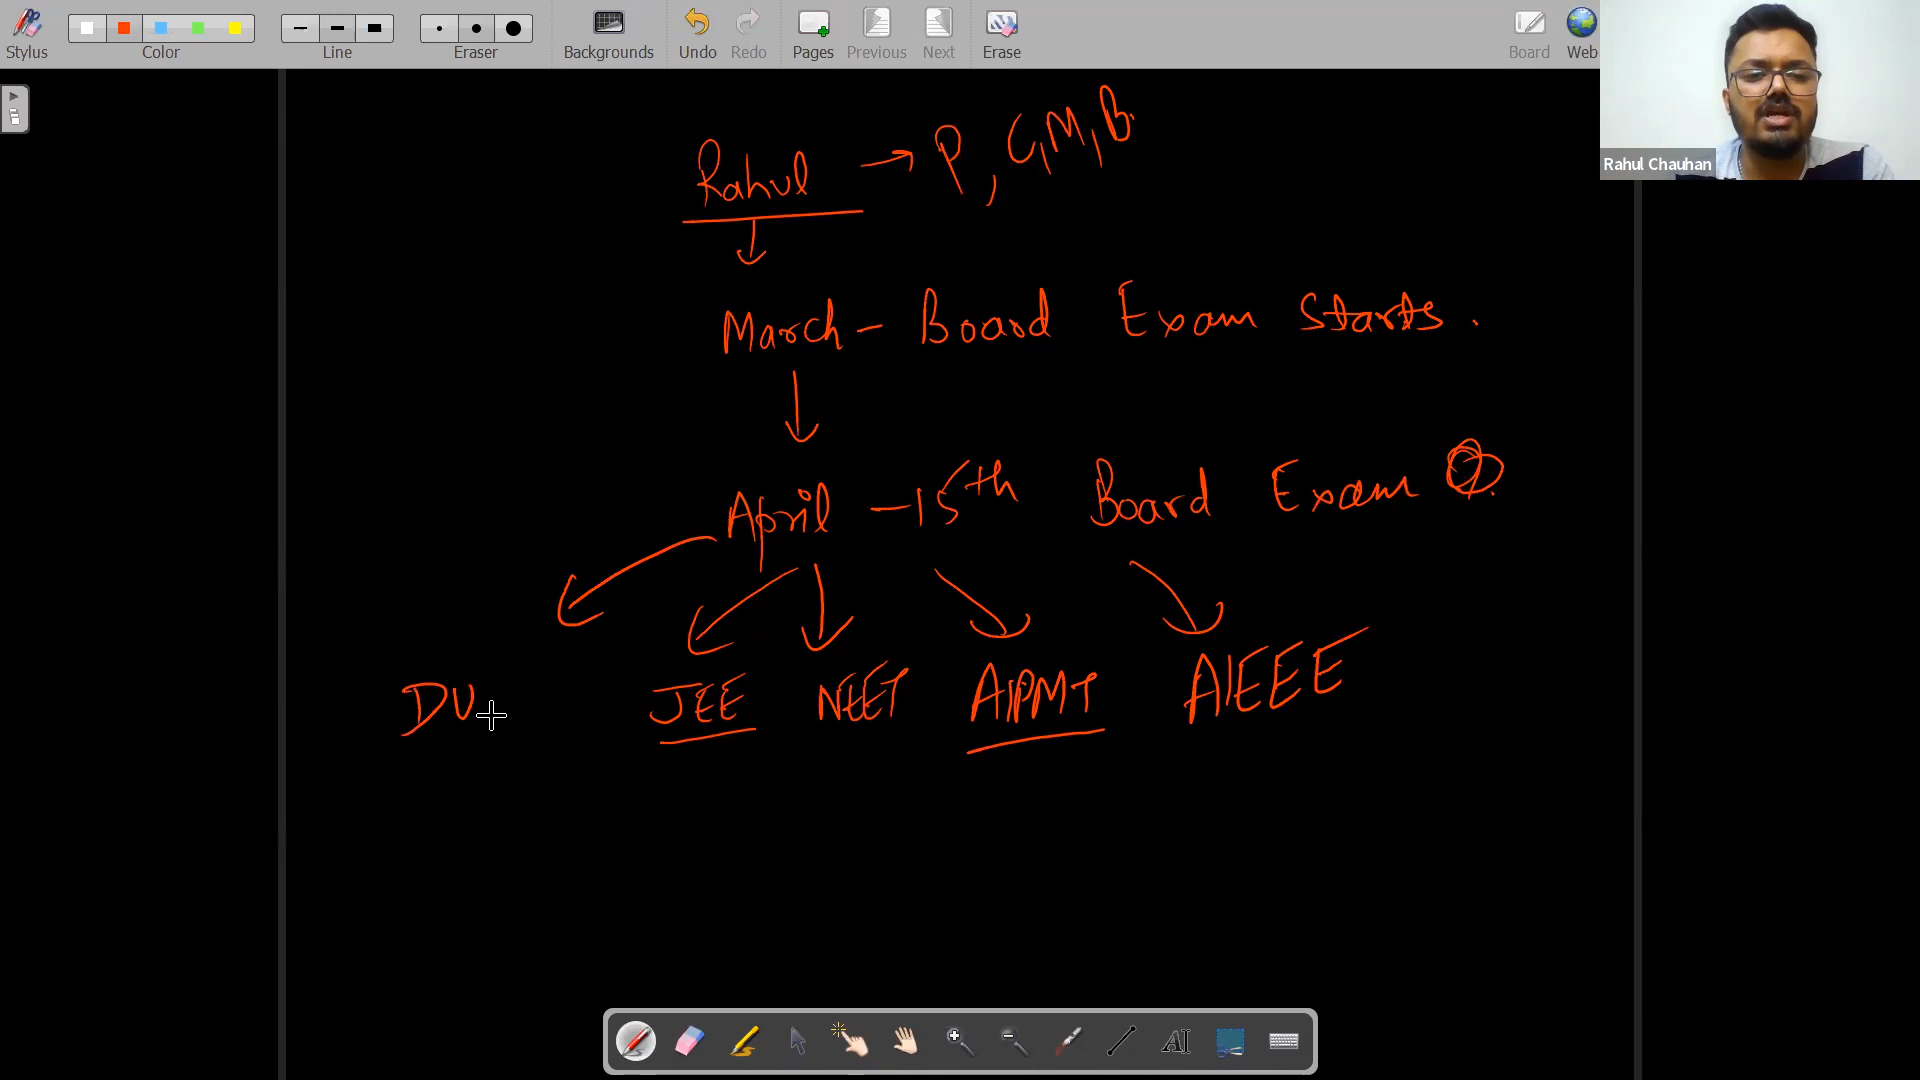 Stylus Color Line Eraser Backgrounds Undo Redo Pages Previous Next Erase Board Web
Rahul Chauhan
Rahul → P, C, M, B.
March - Board Exam Starts.
April - 15th Board Exam
DU JEE NEET AIPMT AIEEE